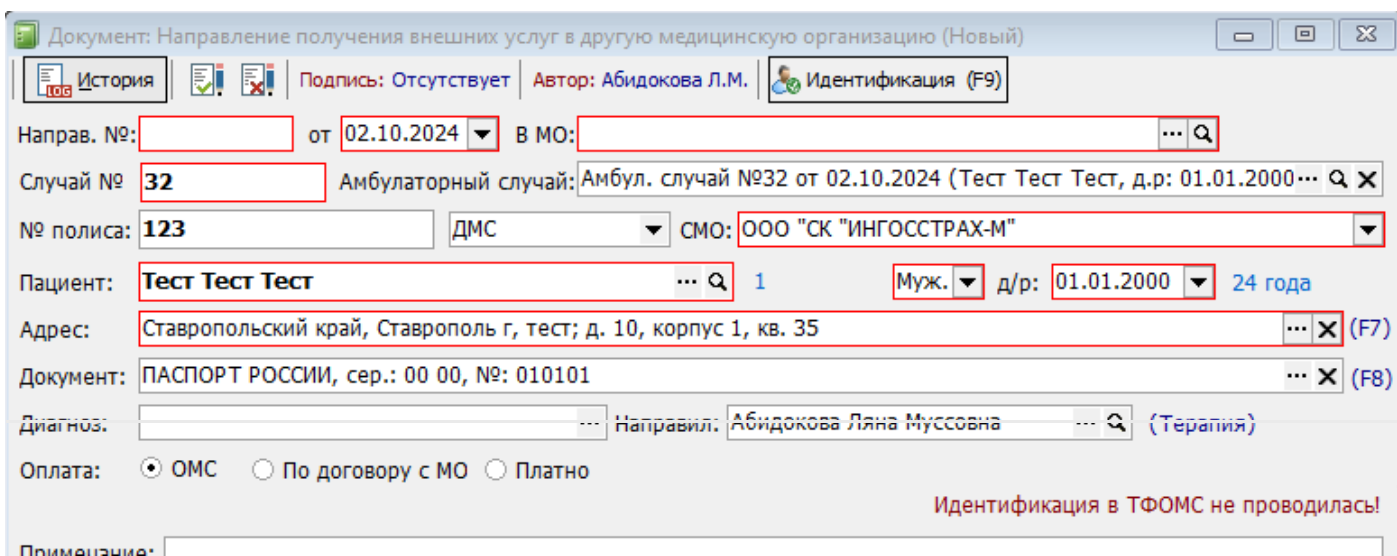 Документ: Направление получения внешних услуг в другую медицинскую организацию (Новый)
LOG История Подпись: Отсутствует Автор: Абидокова Л.М. Идентификация (F9)
Направ. №: от 02.10.2024 В МО:
Случай № 32 Амбулаторный случай: Амбул. случай №32 от 02.10.2024 (Тест Тест Тест, д.р: 01.01.2000
№ полиса: 123 ДМС СМО: ООО "СК "ИНГОССТРАХ-М"
Пациент: Тест Тест Тест 1 Муж. д/р: 01.01.2000 24 года
Адрес: Ставропольский край, Ставрополь г, тест; д. 10, корпус 1, кв. 35 (F7)
Документ: ПАСПОРТ РОССИИ, сер.: 00 00, №: 010101 (F8)
Диагноз: Направил: Абидокова Ляна Муссовна (Терапия)
Оплата: ОМС По договору с МО Платно
Идентификация в ТФОМС не проводилась!
Примечание: